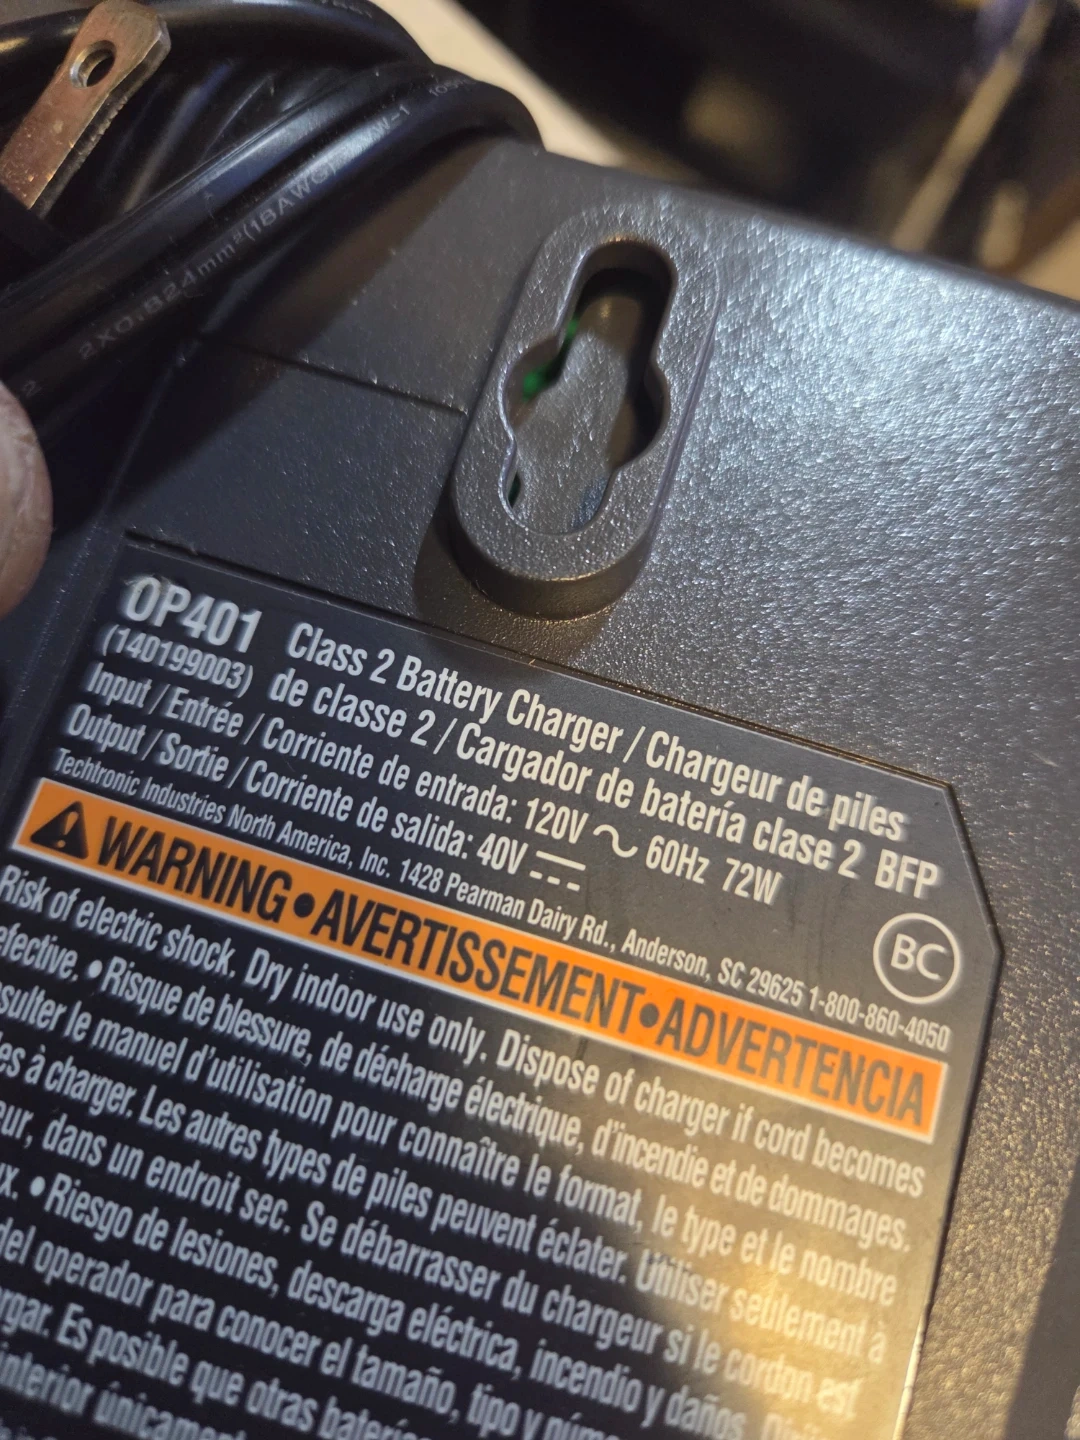 2X0.824mm²(18AWG)
OP401 Class 2 Battery Charger / Chargeur de piles
(140199003) de classe 2 / Cargador de batería clase 2 BFP
Input / Entrée / Corriente de entrada: 120V ~ 60Hz 72W
Output / Sortie / Corriente de salida: 40V ⎓
BC
Techtronic Industries North America, Inc. 1428 Pearman Dairy Rd., Anderson, SC 29625 1-800-860-4050
WARNING • AVERTISSEMENT • ADVERTENCIA
Risk of electric shock. Dry indoor use only. Dispose of charger if cord becomes
efective. • Risque de blessure, de décharge électrique, d'incendie et de dommages.
sulter le manuel d'utilisation pour connaître le format, le type et le nombre
es à charger. Les autres types de piles peuvent éclater. Utiliser seulement à
eur, dans un endroit sec. Se débarrasser du chargeur si le cordon est
x. • Riesgo de lesiones, descarga eléctrica, incendio y daños.
del operador para conocer el tamaño, tipo y
rgar. Es posible que otras
interior